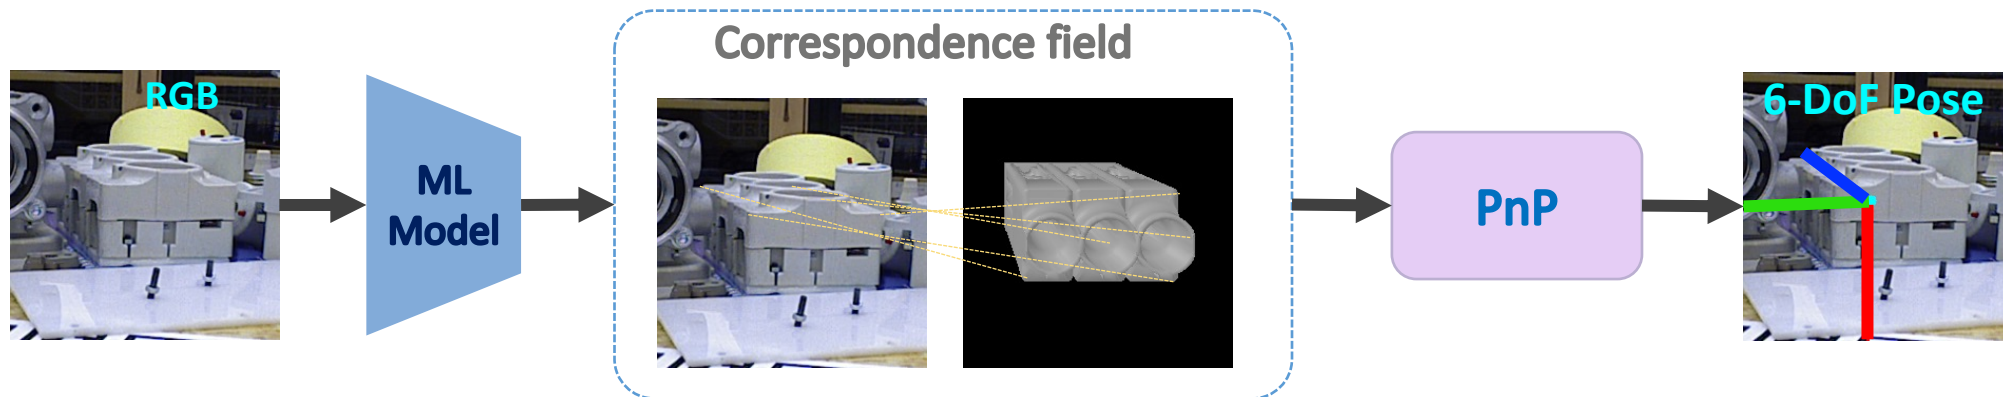 Correspondence field
RGB
ML
Model
PnP
6-DoF Pose